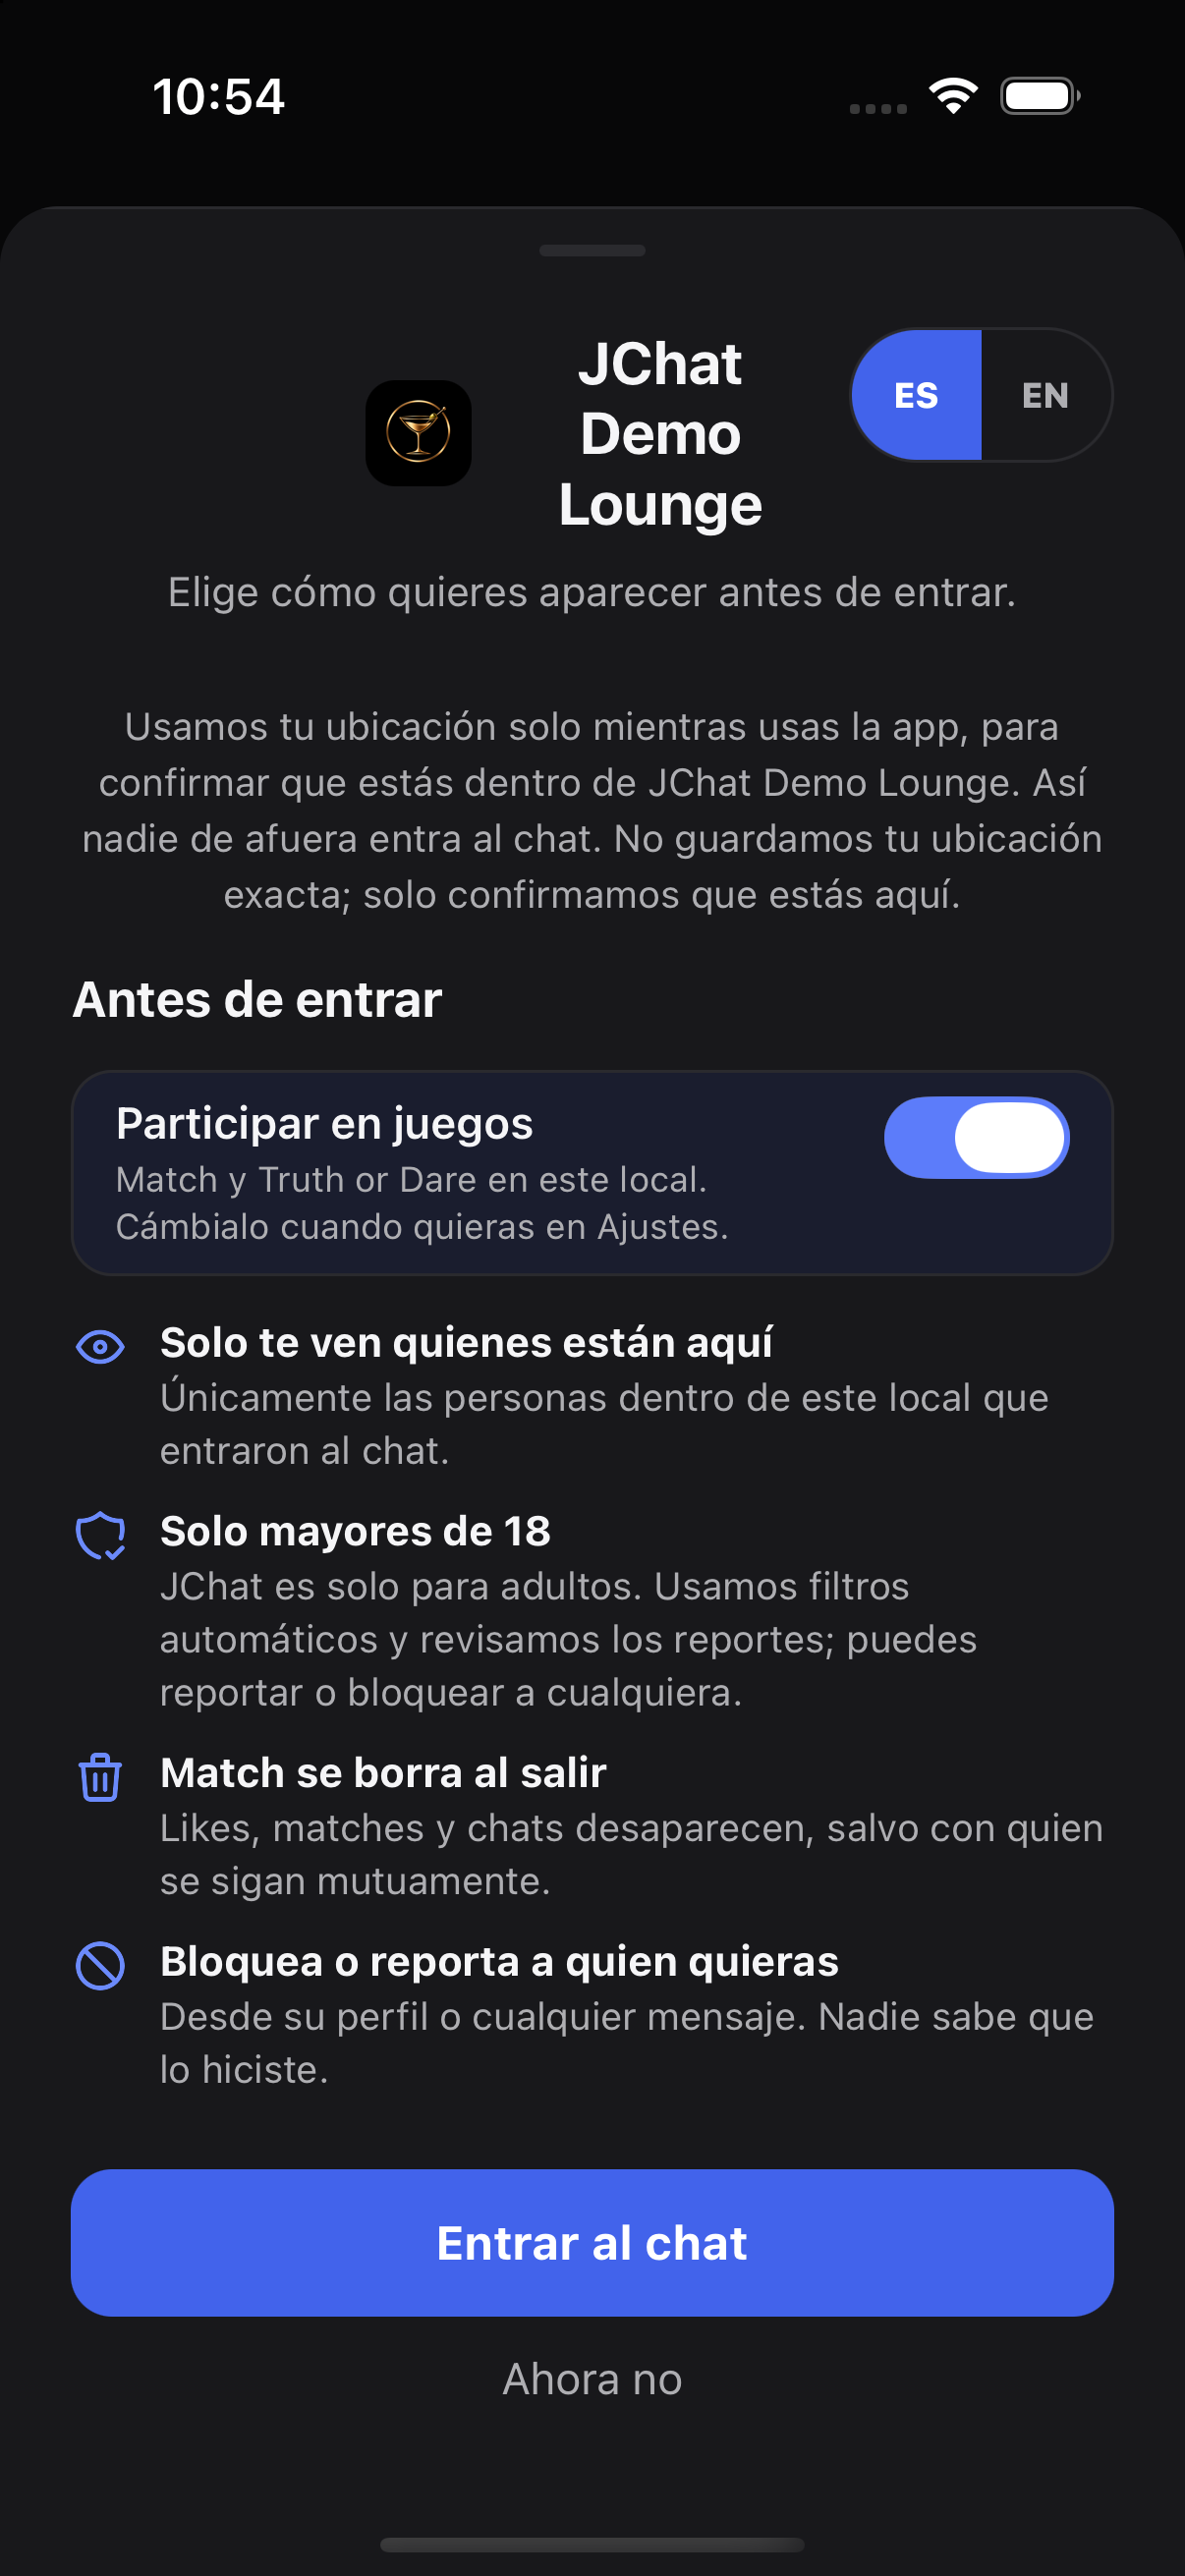 10:54
JChat
Demo
Lounge
ES
EN
Elige cómo quieres aparecer antes de entrar.
Usamos tu ubicación solo mientras usas la app, para
confirmar que estás dentro de JChat Demo Lounge. Así
nadie de afuera entra al chat. No guardamos tu ubicación
exacta; solo confirmamos que estás aquí.
Antes de entrar
Participar en juegos
Match y Truth or Dare en este local.
Cámbialo cuando quieras en Ajustes.
Solo te ven quienes están aquí
Únicamente las personas dentro de este local que
entraron al chat.
Solo mayores de 18
JChat es solo para adultos. Usamos filtros
automáticos y revisamos los reportes; puedes
reportar o bloquear a cualquiera.
Match se borra al salir
Likes, matches y chats desaparecen, salvo con quien
se sigan mutuamente.
Bloquea o reporta a quien quieras
Desde su perfil o cualquier mensaje. Nadie sabe que
lo hiciste.
Entrar al chat
Ahora no